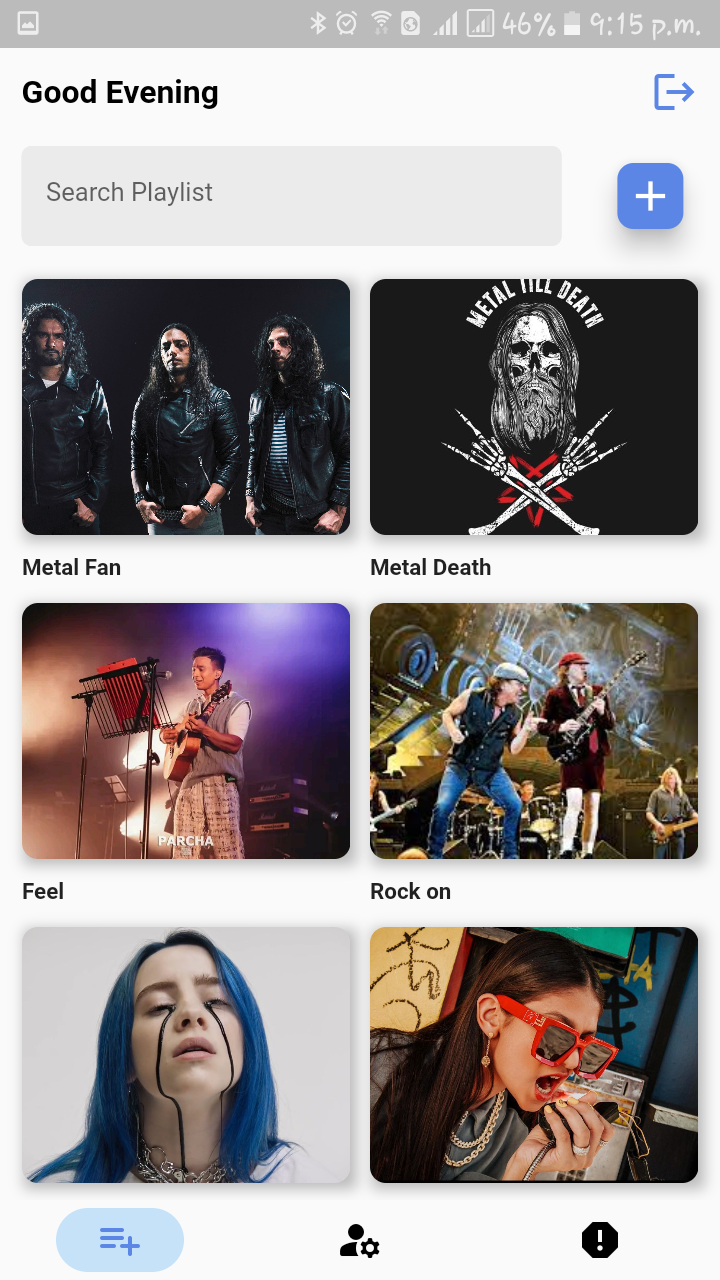 46% 9:15 p.m.
Good Evening
Search Playlist
METAL TILL DEATH
Metal Fan
Metal Death
PARCHA
Feel
Rock on